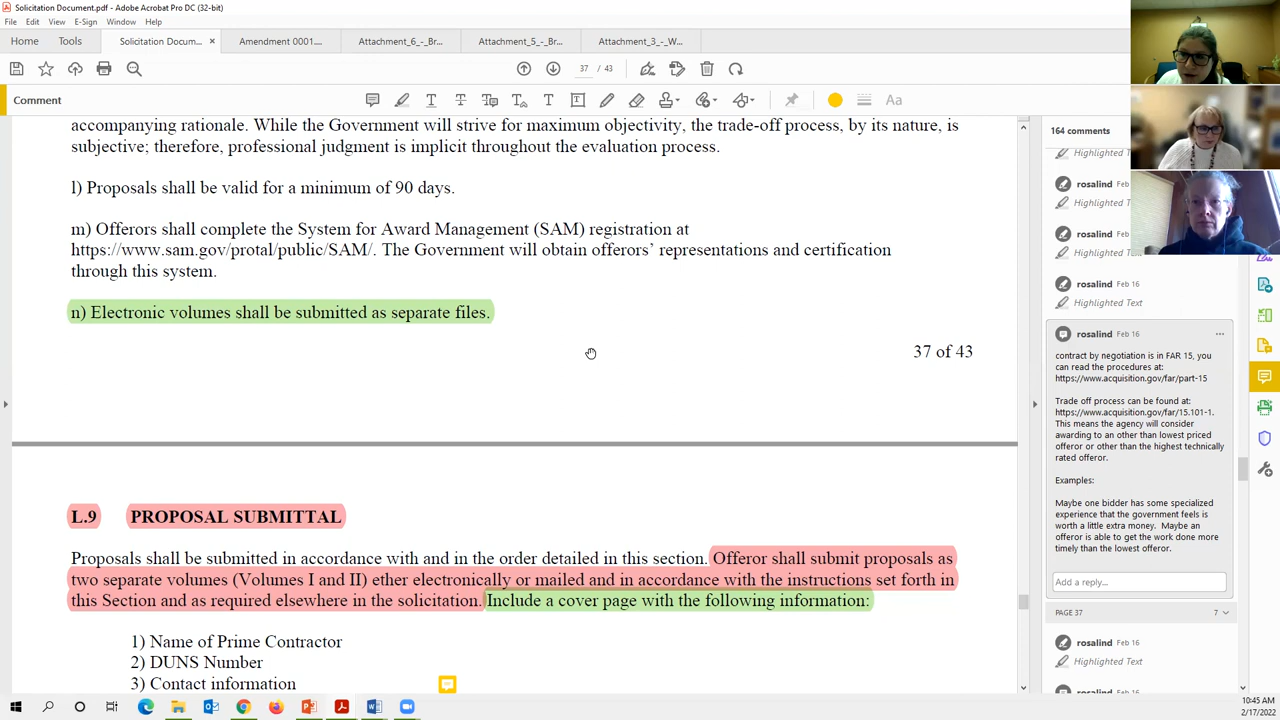 Solicitation Document.pdf - Adobe Acrobat Pro DC (32-bit)
File Edit View E-Sign Window Help
Home Tools Solicitation Docum... × Amendment 0001.... Attachment_6_-_Br... Attachment_5_-_Br... Attachment_3_-_W...
37 / 43
Comment
Aa
accompanying rationale. While the Government will strive for maximum objectivity, the trade-off process, by its nature, is
subjective; therefore, professional judgment is implicit throughout the evaluation process.
l) Proposals shall be valid for a minimum of 90 days.
m) Offerors shall complete the System for Award Management (SAM) registration at
https://www.sam.gov/protal/public/SAM/. The Government will obtain offerors’ representations and certification
through this system.
n) Electronic volumes shall be submitted as separate files.
37 of 43
L.9 PROPOSAL SUBMITTAL
Proposals shall be submitted in accordance with and in the order detailed in this section. Offeror shall submit proposals as
two separate volumes (Volumes I and II) ether electronically or mailed and in accordance with the instructions set forth in
this Section and as required elsewhere in the solicitation. Include a cover page with the following information:
1) Name of Prime Contractor
2) DUNS Number
3) Contact information
164 comments
Highlighted T
rosalind Feb
Highlighted T
rosalind Feb
Highlighted T
rosalind Feb 16
Highlighted Text
rosalind Feb 16
contract by negotiation is in FAR 15, you
can read the procedures at:
https://www.acquisition.gov/far/part-15
Trade off process can be found at:
https://www.acquisition.gov/far/15.101-1.
This means the agency will consider
awarding to an other than lowest priced
offeror or other than the highest technically
rated offeror.
Examples:
Maybe one bidder has some specialized
experience that the government feels is
worth a little extra money. Maybe an
offeror is able to get the work done more
timely than the lowest offeror.
Add a reply...
PAGE 37 7
rosalind Feb 16
Highlighted Text
rosalind Feb 16
10:45 AM
2/17/2022